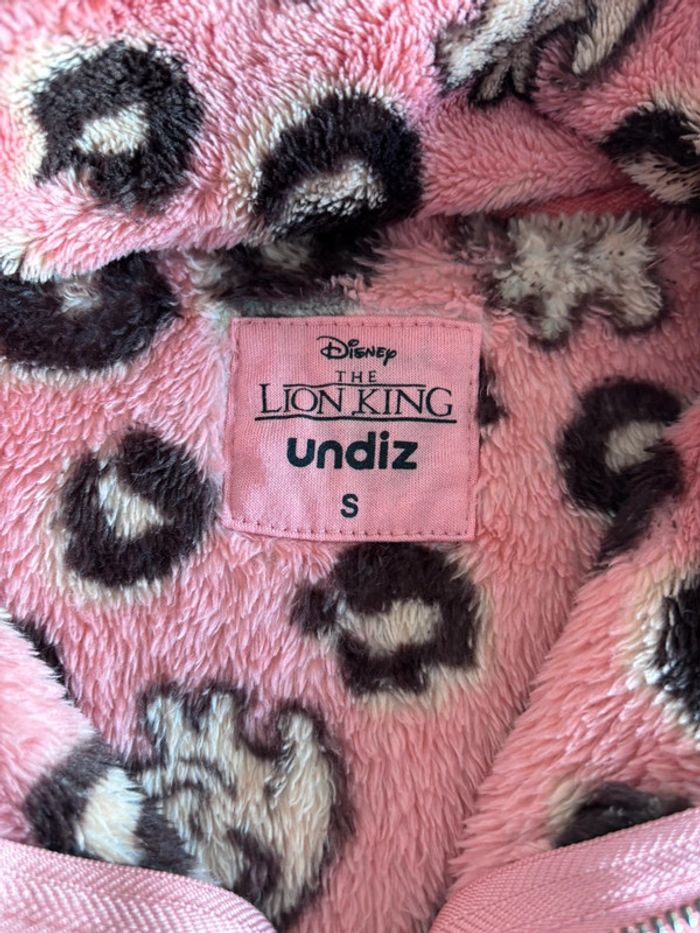 Disney
THE
LION KING
undiz
S